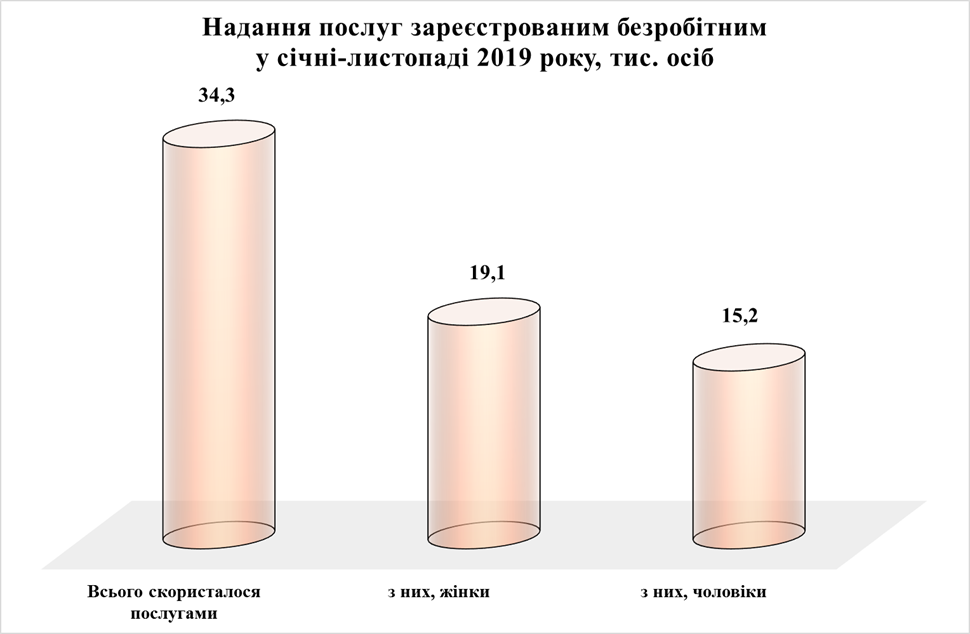 Надання послуг зареєстрованим безробітним
у січні-листопаді 2019 року, тис. осіб
34,3
19,1
15,2
Всього скористалося
послугами
з них, жінки
з них, чоловіки